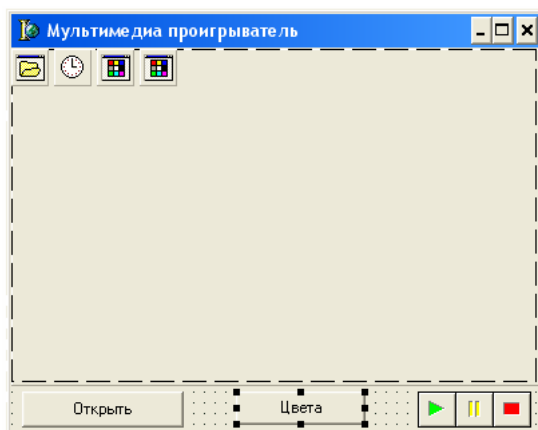 Мультимедиа проигрыватель
Открыть
Цвета